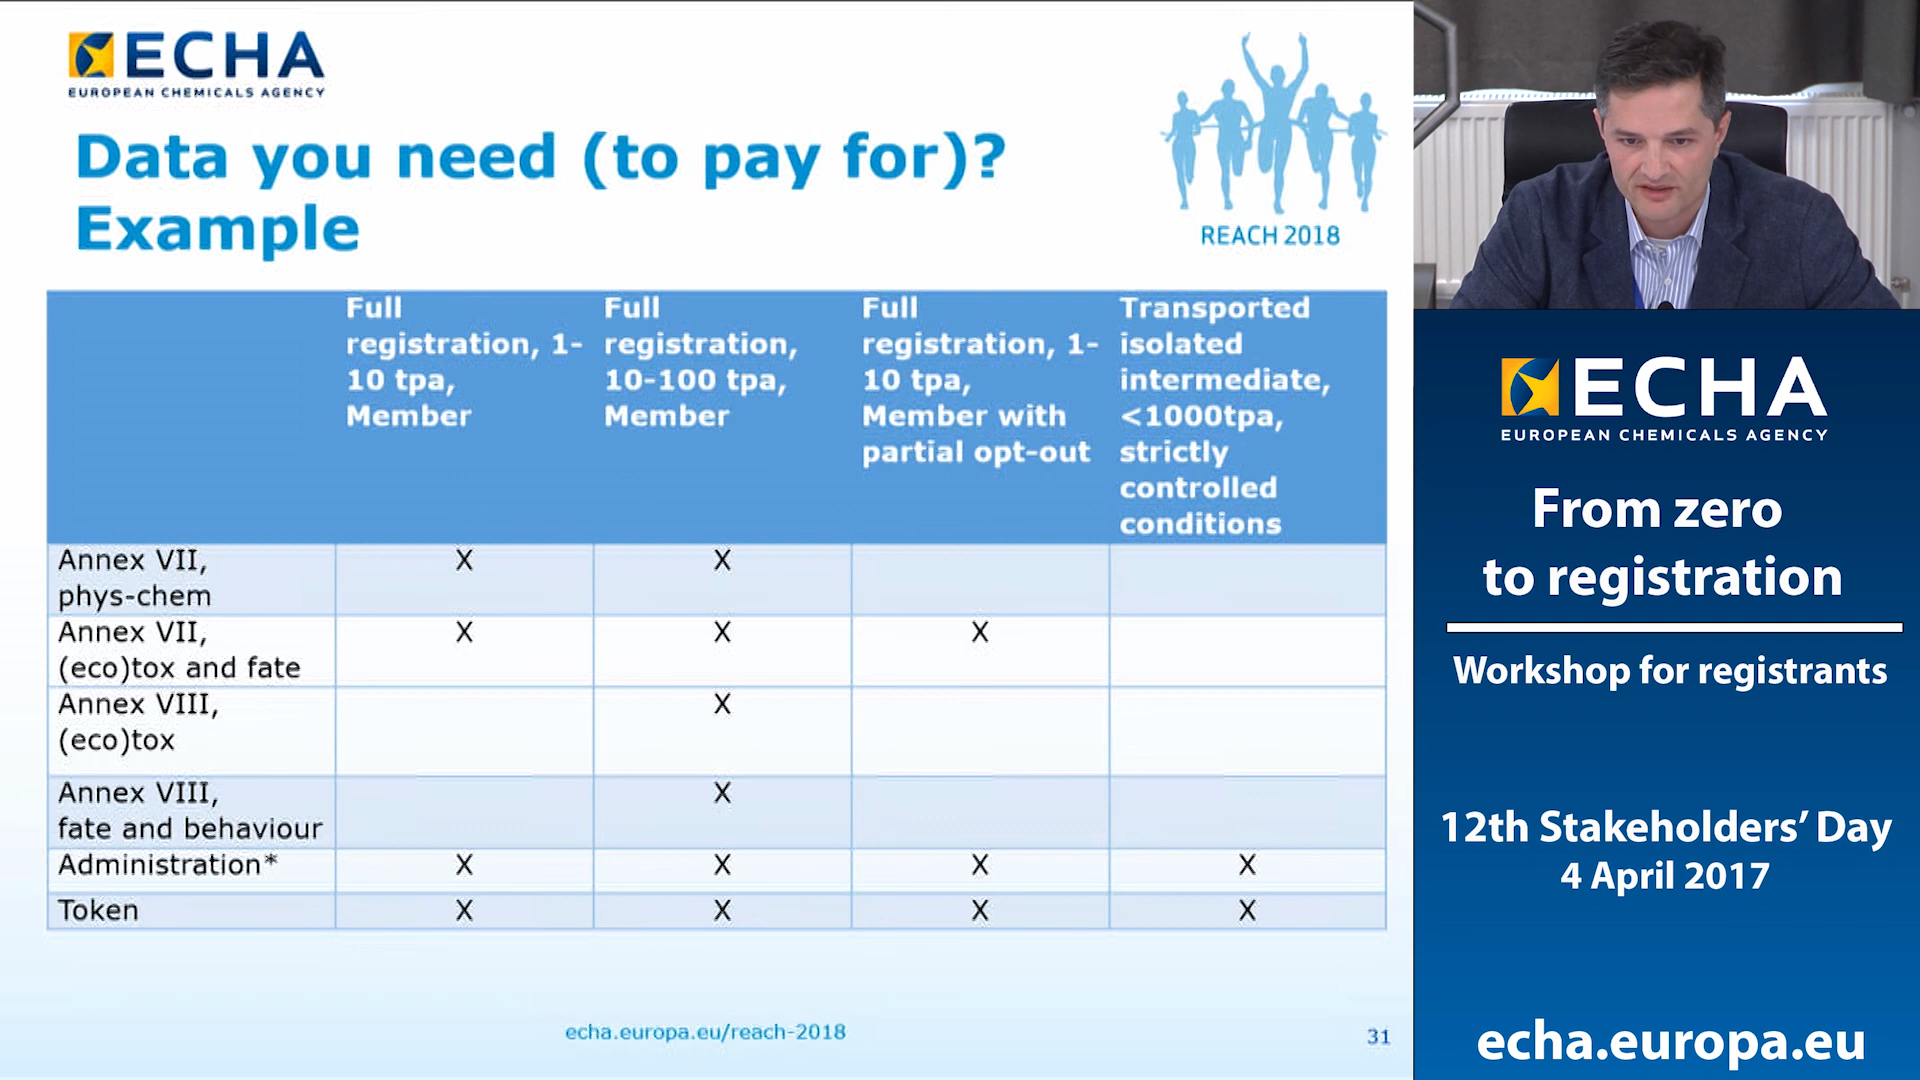 ECHA
EUROPEAN CHEMICALS AGENCY
Data you need (to pay for)?
Example
REACH 2018
Full
registration, 1-
10 tpa,
Member
Full
registration,
10-100 tpa,
Member
Full
registration, 1-
10 tpa,
Member with
partial opt-out
Transported
isolated
intermediate,
<1000tpa,
strictly
controlled
conditions
Annex VII,
phys-chem
X X
Annex VII,
(eco)tox and fate
X X X
Annex VIII,
(eco)tox
X
Annex VIII,
fate and behaviour
X
Administration* X X X X
Token X X X X
echa.europa.eu/reach-2018
31
ECHA
EUROPEAN CHEMICALS AGENCY
From zero
to registration
Workshop for registrants
12th Stakeholders’ Day
4 April 2017
echa.europa.eu